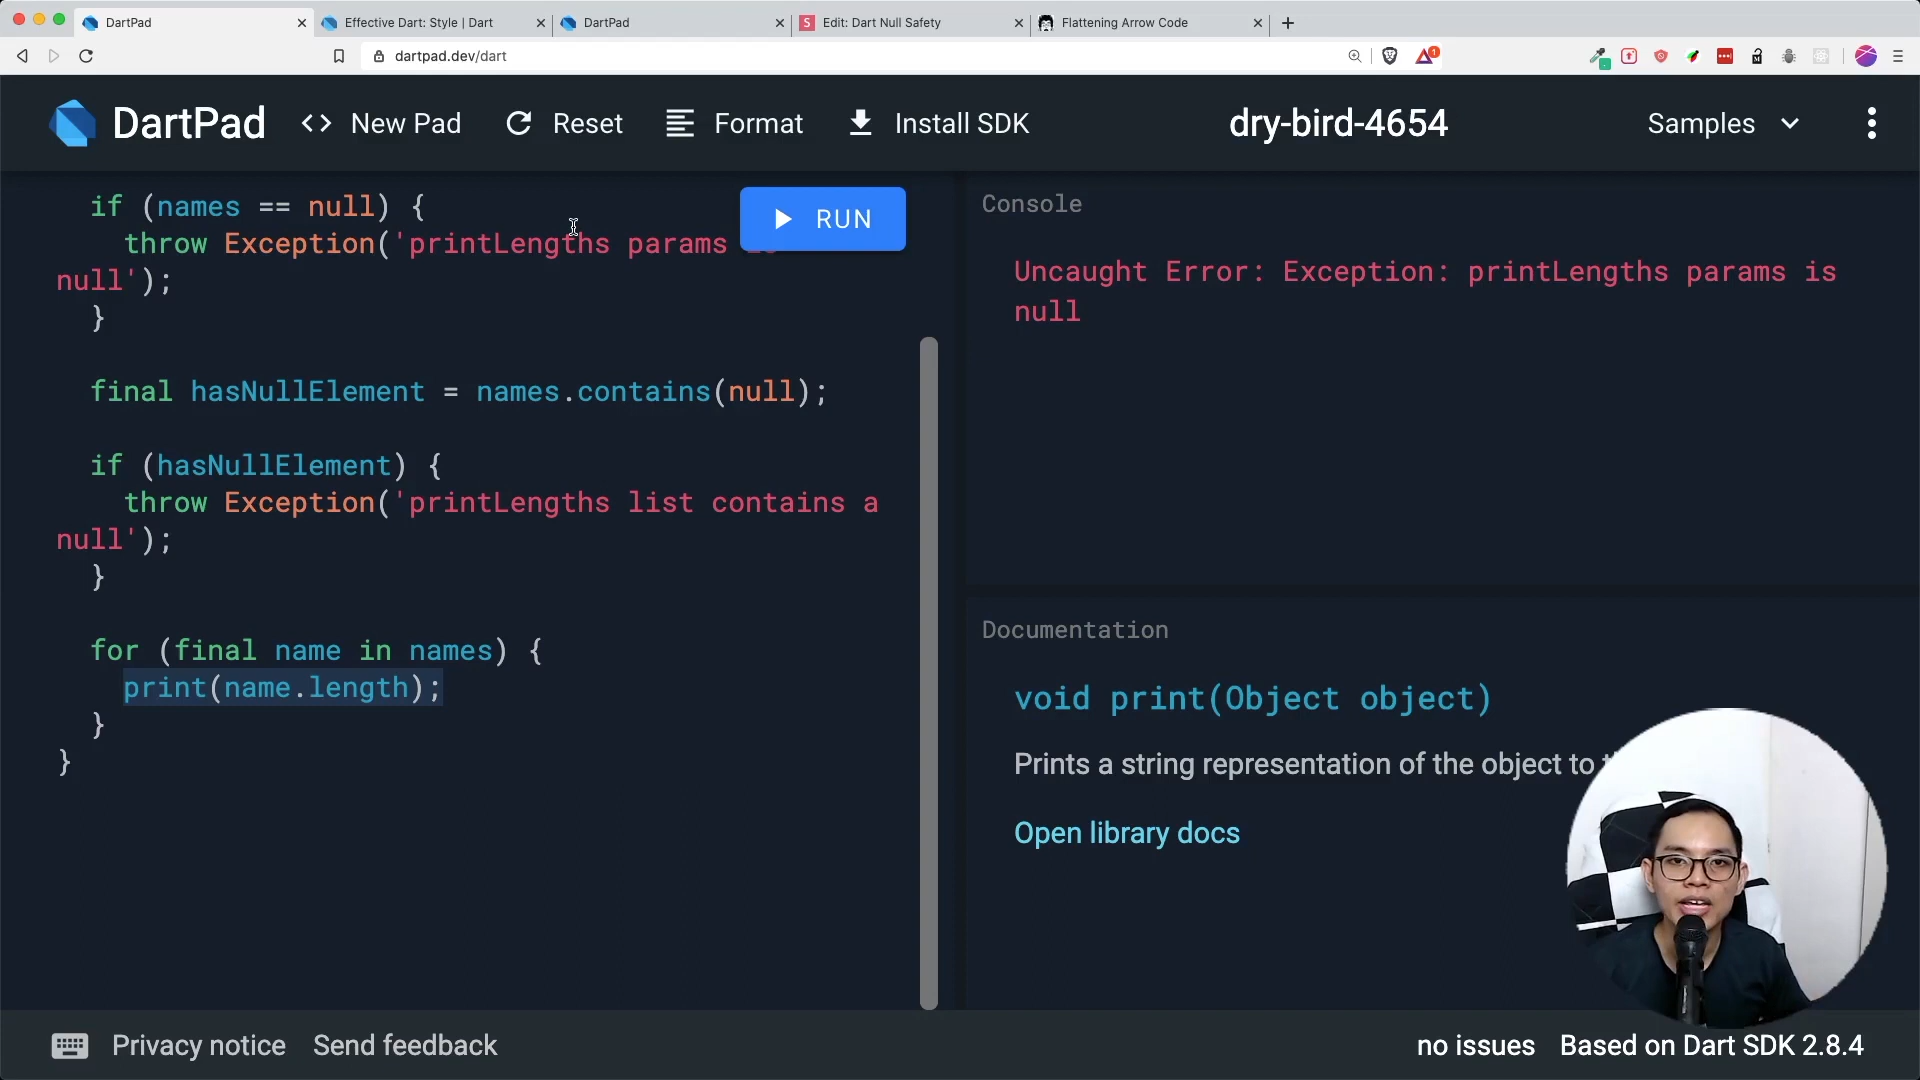 DartPad
Effective Dart: Style | Dart
DartPad
Edit: Dart Null Safety
Flattening Arrow Code
dartpad.dev/dart
1
DartPad
<> New Pad
Reset
Format
Install SDK
dry-bird-4654
Samples
if (names == null) {
throw Exception('printLengths params is
null');
}
final hasNullElement = names.contains(null);
if (hasNullElement) {
throw Exception('printLengths list contains a
null');
}
for (final name in names) {
print(name.length);
}
}
RUN
Console
Uncaught Error: Exception: printLengths params is
null
Documentation
void print(Object object)
Prints a string representation of the object to
Open library docs
Privacy notice
Send feedback
no issues
Based on Dart SDK 2.8.4